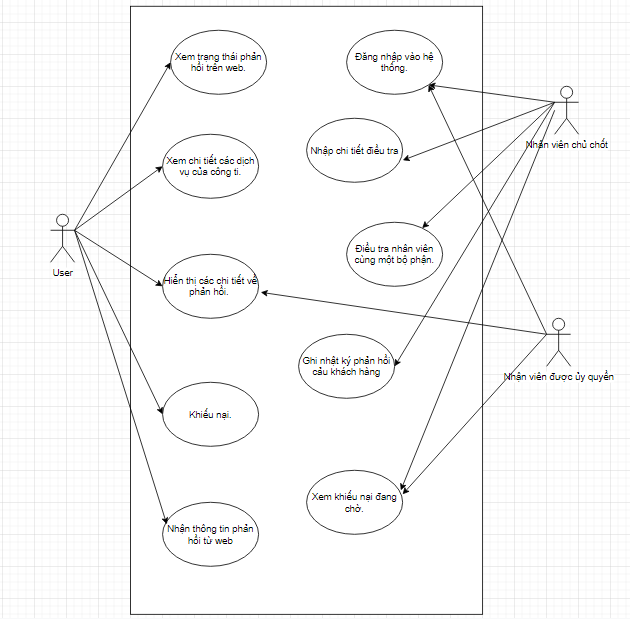 Xem trạng thái phản
hồi trên web.
Đăng nhập vào hệ
thống.
Nhân viên chủ chốt
Nhập chi tiết điều tra
Xem chi tiết các dịch
vụ của công ti.
User
Điều tra nhân viên
cùng một bộ phận.
Hiển thị các chi tiết về
phản hồi.
Nhân viên được ủy quyền
Ghi nhật ký phản hồi
cảu khách hàng
Khiếu nại.
Xem khiếu nại đang
chờ.
Nhận thông tin phản
hồi từ web